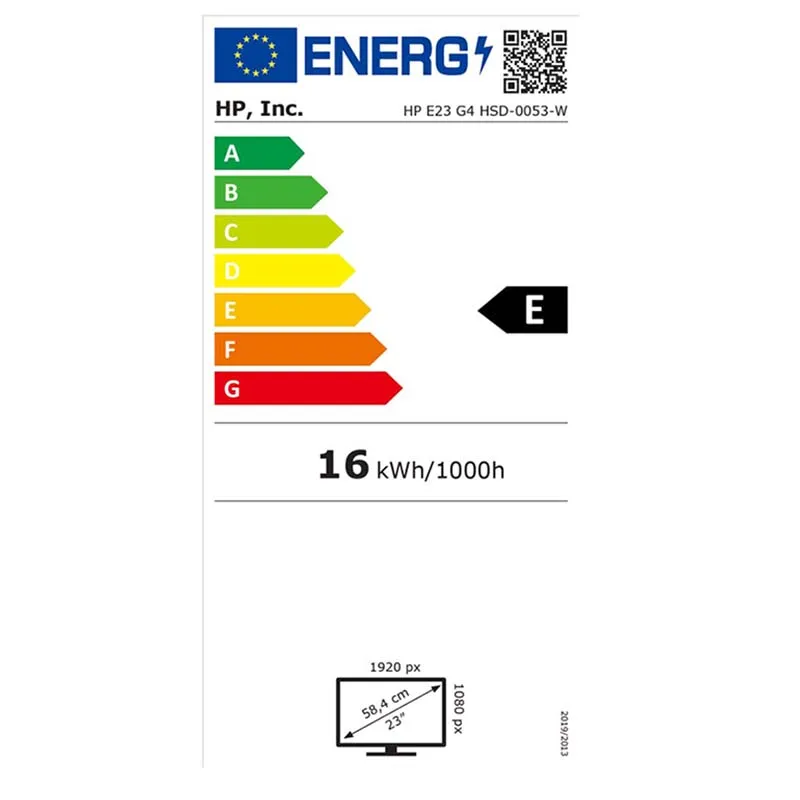 ENERG
HP, Inc.
HP E23 G4 HSD-0053-W
A
B
C
D
E
F
G
E
16 kWh/1000h
1920 px
1080 px
58,4 cm
23"
2019/2013